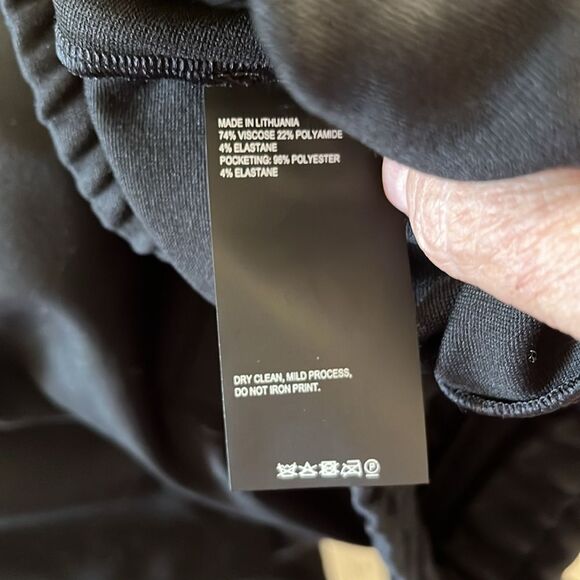 MADE IN LITHUANIA
74% VISCOSE 22% POLYAMIDE
4% ELASTANE
POCKETING: 96% POLYESTER
4% ELASTANE
DRY CLEAN, MILD PROCESS,
DO NOT IRON PRINT.
P